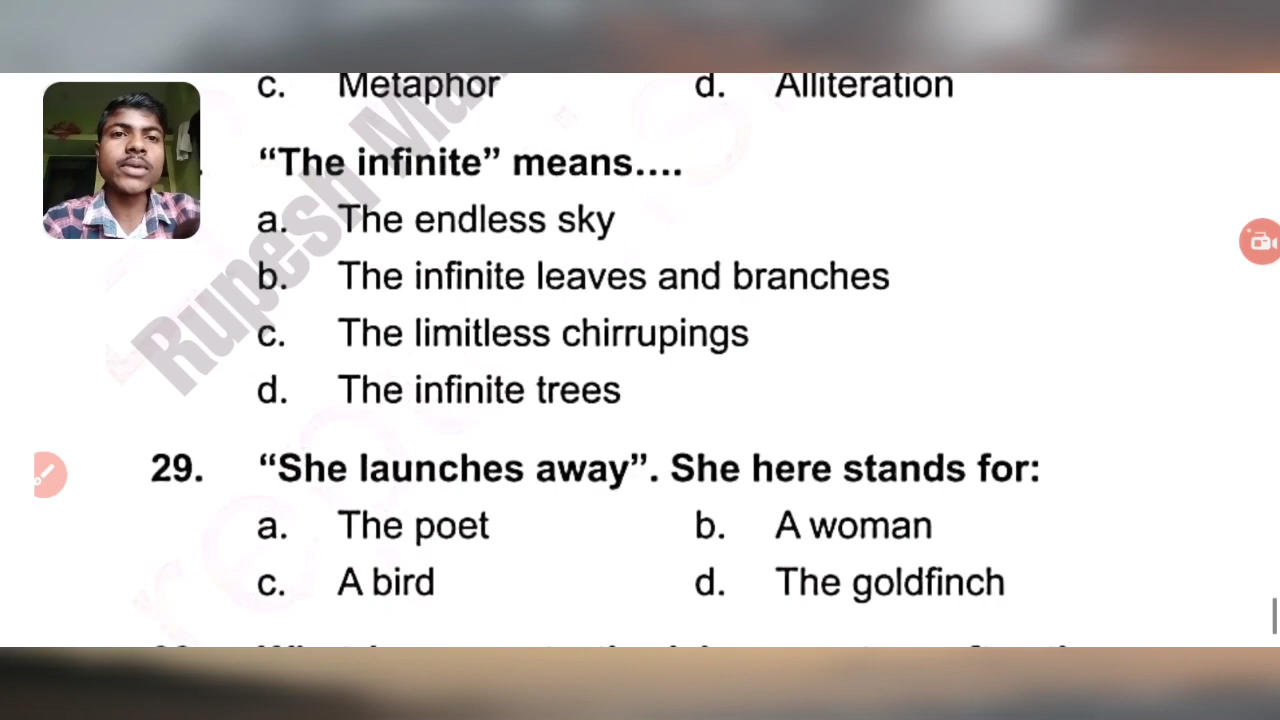 c. Metaphor d. Alliteration
“The infinite” means....
a. The endless sky
b. The infinite leaves and branches
c. The limitless chirrupings
d. The infinite trees
29. “She launches away”. She here stands for:
a. The poet b. A woman
c. A bird d. The goldfinch
Rupesh